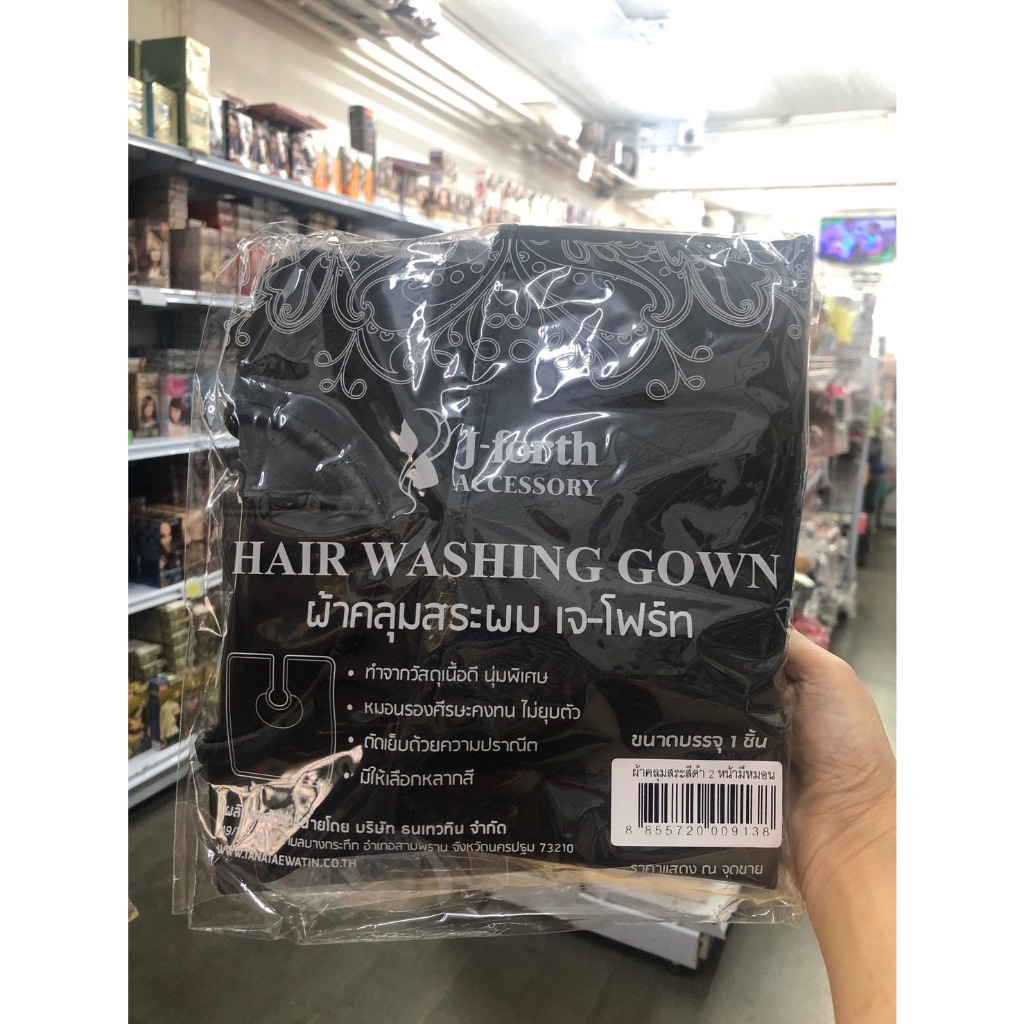 J-forth
ACCESSORY
HAIR WASHING GOWN
ผ้าคลุมสระผม เจ-โฟร์ท
• ทำจากวัสดุเนื้อดี นุ่มพิเศษ
• หมอนรองศีรษะคงทน ไม่ยุบตัว
• ตัดเย็บด้วยความปราณีต
• มีให้เลือกหลากสี
ขนาดบรรจุ 1 ชิ้น
ผ้าคลุมสระสีดำ 2 หน้ามีหมอน
8 855720 009138
ราคาแสดง ณ จุดขาย
บริษัท ธนเทวทิน จำกัด
อำเภอสามพราน จังหวัดนครปฐม 73210
WWW.TANATAEWATIN.CO.TH